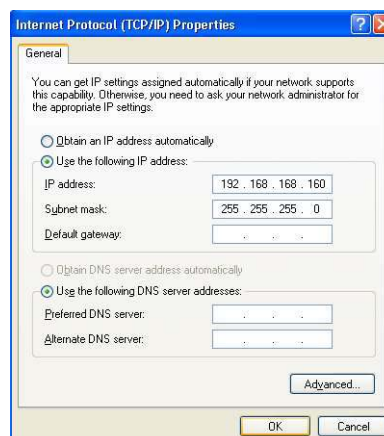 Internet Protocol (TCP/IP) Properties
General
You can get IP settings assigned automatically if your network supports
this capability. Otherwise, you need to ask your network administrator for
the appropriate IP settings.
Obtain an IP address automatically
Use the following IP address:
IP address: 192 . 168 . 168 . 160
Subnet mask: 255 . 255 . 255 . 0
Default gateway: . . .
Obtain DNS server address automatically
Use the following DNS server addresses:
Preferred DNS server: . . .
Alternate DNS server: . . .
Advanced...
OK Cancel